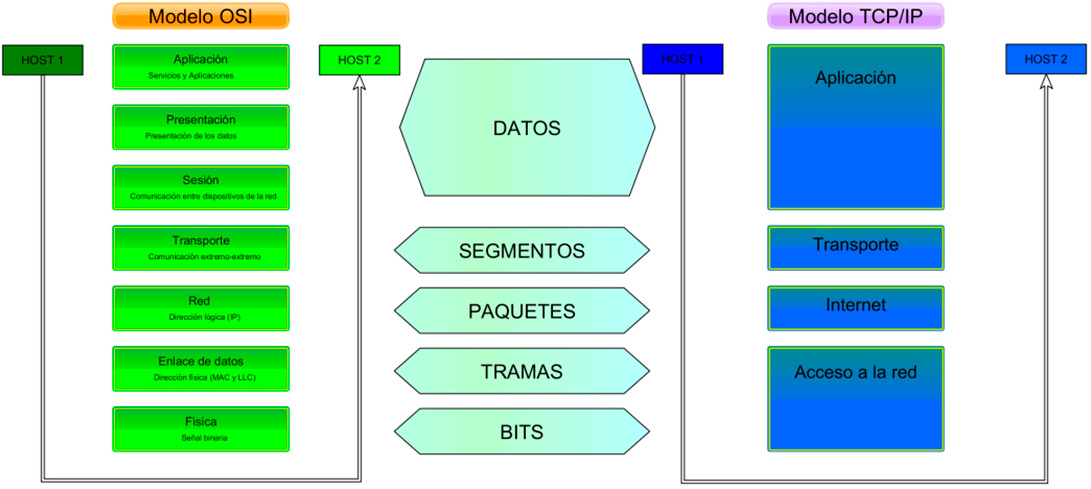 Modelo OSI
HOST 1
Aplicación
Servicios y Aplicaciones
Presentación
Presentación de los datos
Sesión
Comunicación entre dispositivos de la red
Transporte
Comunicación extremo-extremo
Red
Dirección lógica (IP)
Enlace de datos
Dirección física (MAC y LLC)
Física
Señal binaria
HOST 2
DATOS
SEGMENTOS
PAQUETES
TRAMAS
BITS
Modelo TCP/IP
HOST 1
Aplicación
Transporte
Internet
Acceso a la red
HOST 2